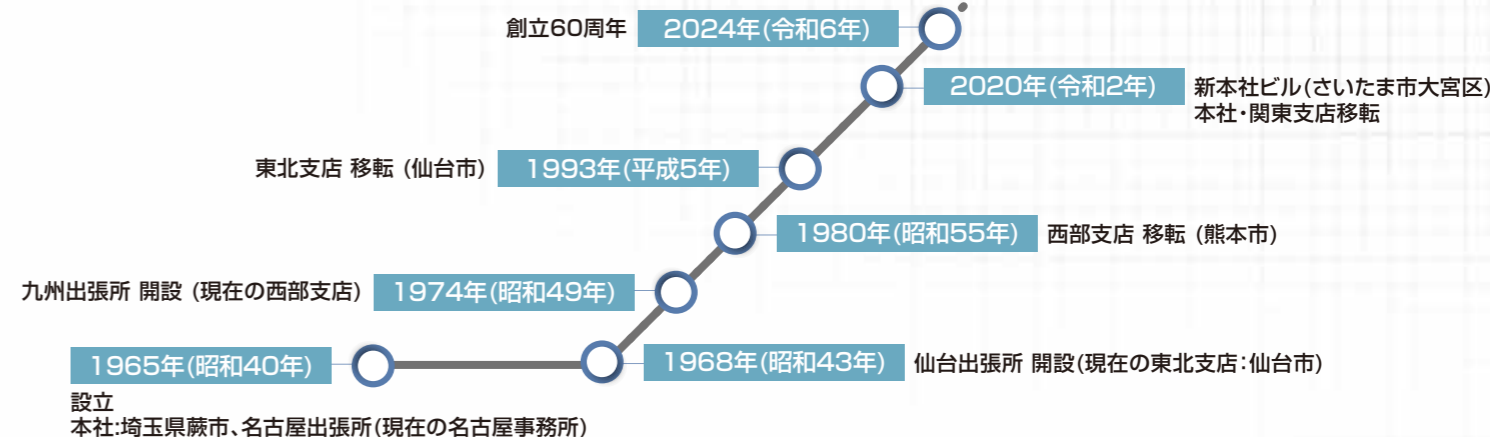 創立60周年 2024年(令和6年)
2020年(令和2年) 新本社ビル(さいたま市大宮区)
本社・関東支店移転
東北支店 移転 (仙台市) 1993年(平成5年)
1980年(昭和55年) 西部支店 移転 (熊本市)
九州出張所 開設 (現在の西部支店) 1974年(昭和49年)
1965年(昭和40年) 1968年(昭和43年) 仙台出張所 開設(現在の東北支店:仙台市)
設立
本社:埼玉県蕨市、名古屋出張所(現在の名古屋事務所)